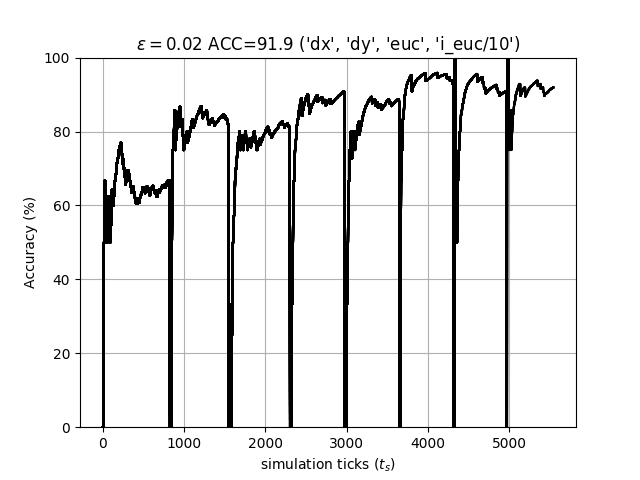 ε = 0.02 ACC=91.9 ('dx', 'dy', 'euc', 'i_euc/10')
100
80
60
40
20
0
Accuracy (%)
0 1000 2000 3000 4000 5000
simulation ticks (tₛ)